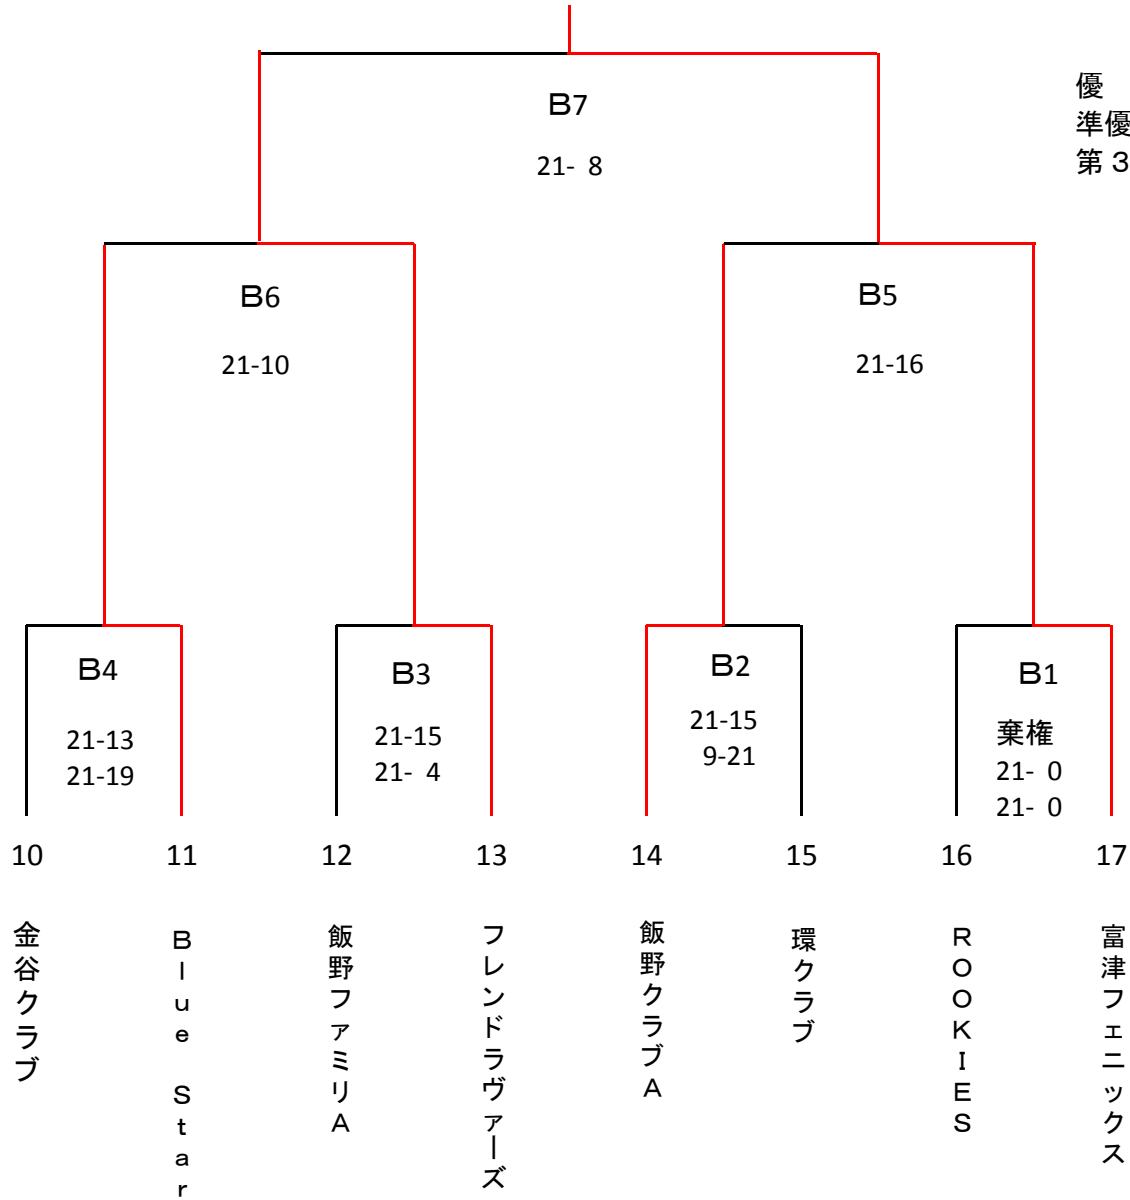 優
準優
第3
B7
21- 8
B6
21-10
B5
21-16
B4
21-13
21-19
B3
21-15
21- 4
B2
21-15
9-21
B1
棄権
21- 0
21- 0
10
11
12
13
14
15
16
17
金谷クラブ
Blue Star
飯野ファミリA
フレンドラヴァーズ
飯野クラブA
環クラブ
ROOKIES
富津フェニックス